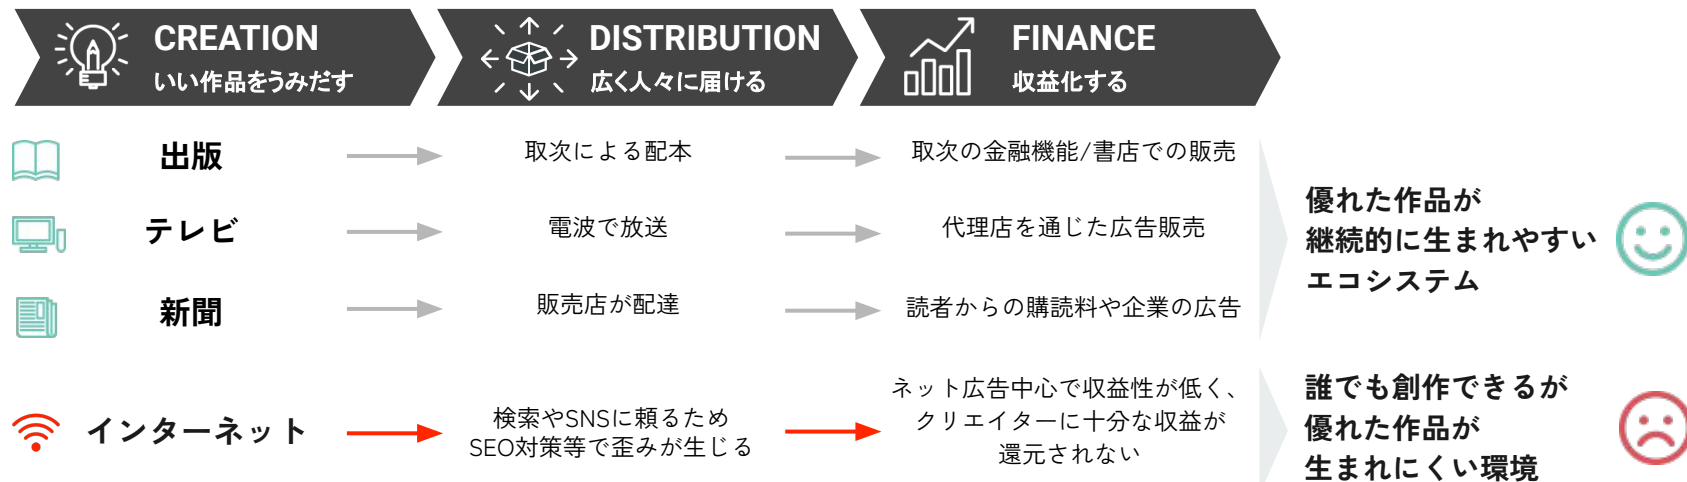 CREATION
いい作品をうみだす
DISTRIBUTION
広く人々に届ける
FINANCE
収益化する
出版
取次による配本
取次の金融機能/書店での販売
テレビ
電波で放送
代理店を通じた広告販売
新聞
販売店が配達
読者からの購読料や企業の広告
優れた作品が
継続的に生まれやすい
エコシステム
インターネット
検索やSNSに頼るため
SEO対策等で歪みが生じる
ネット広告中心で収益性が低く、
クリエイターに十分な収益が
還元されない
誰でも創作できるが
優れた作品が
生まれにくい環境